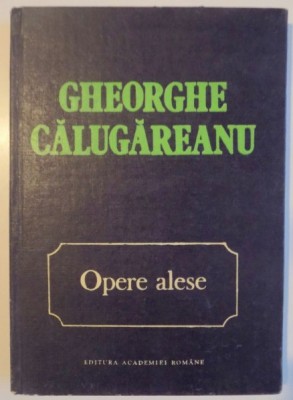 GHEORGHE
CĂLUGĂREANU
Opere alese
EDITURA ACADEMIEI ROMÂNE